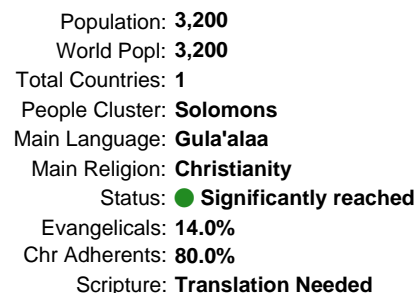 Population: 3,200
World Popl: 3,200
Total Countries: 1
People Cluster: Solomons
Main Language: Gula'alaa
Main Religion: Christianity
Status: Significantly reached
Evangelicals: 14.0%
Chr Adherents: 80.0%
Scripture: Translation Needed